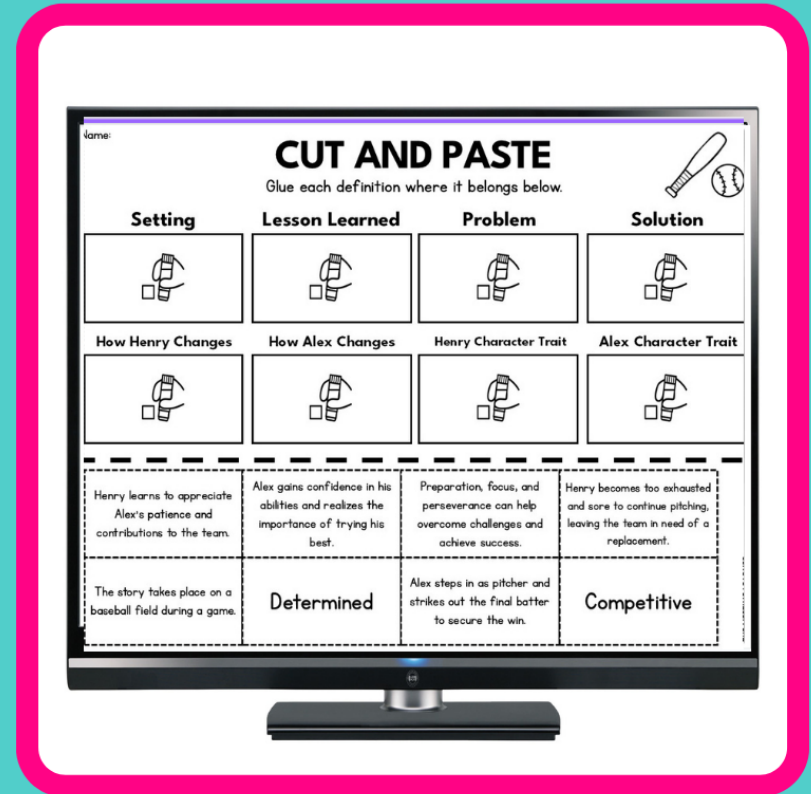 Name:
CUT AND PASTE
Glue each definition where it belongs below.
Setting
Lesson Learned
Problem
Solution
How Henry Changes
How Alex Changes
Henry Character Trait
Alex Character Trait
Henry learns to appreciate
Alex's patience and
contributions to the team.
Alex gains confidence in his
abilities and realizes the
importance of trying his
best.
Preparation, focus, and
perseverance can help
overcome challenges and
achieve success.
Henry becomes too exhausted
and sore to continue pitching,
leaving the team in need of a
replacement.
The story takes place on a
baseball field during a game.
Determined
Alex steps in as pitcher and
strikes out the final batter
to secure the win.
Competitive